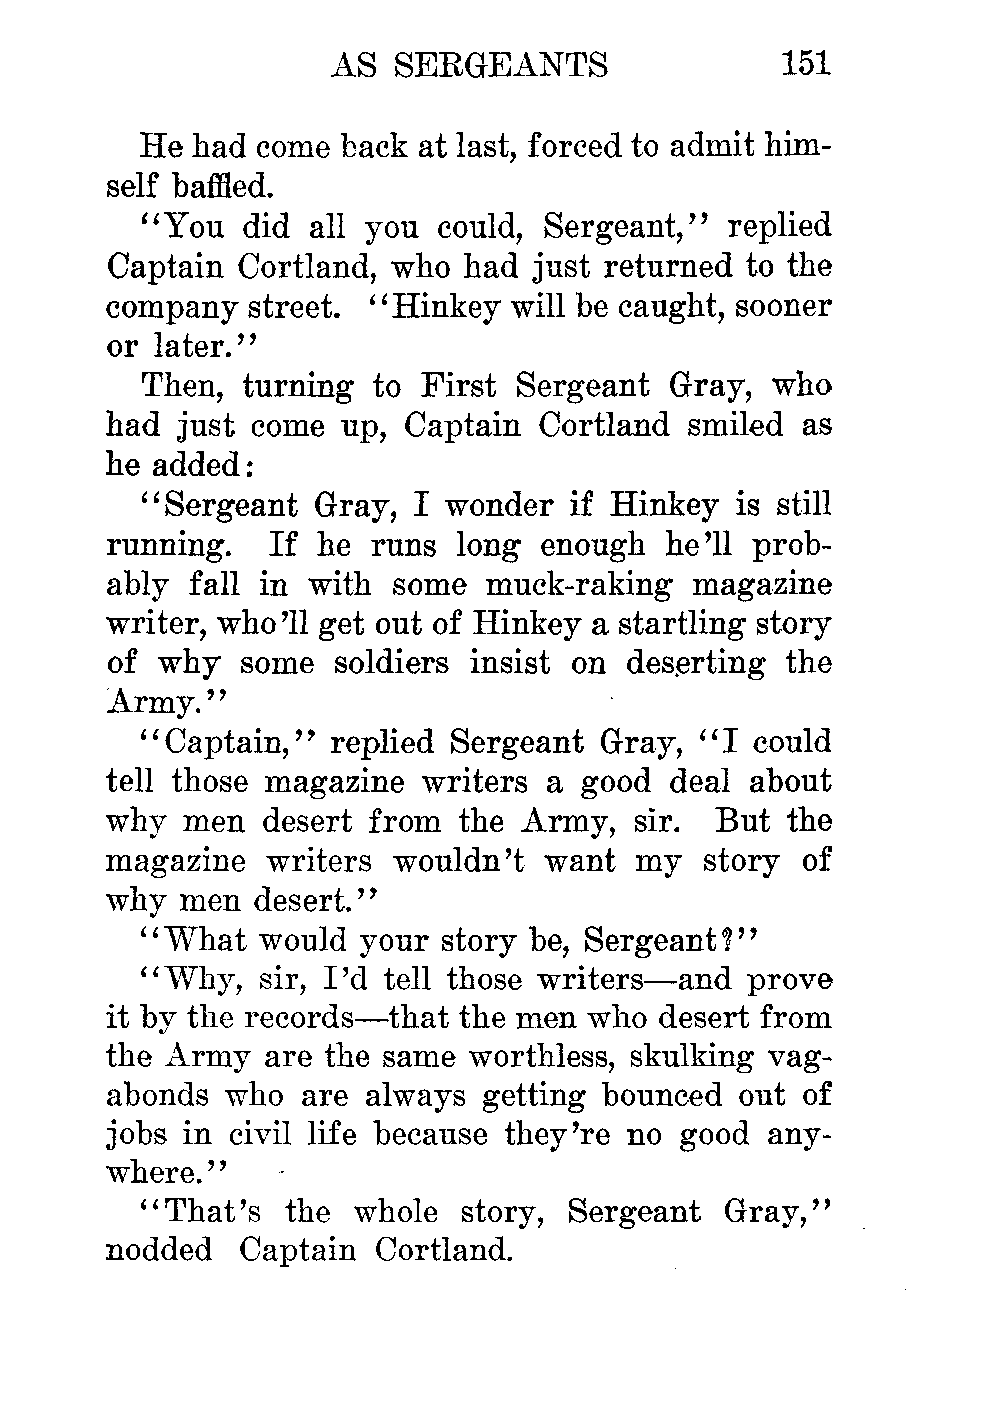 AS SERGEANTS 151
He had come back at last, forced to admit him-
self baffled.
"You did all you could, Sergeant," replied
Captain Cortland, who had just returned to the
company street. "Hinkey will be caught, sooner
or later."
Then, turning to First Sergeant Gray, who
had just come up, Captain Cortland smiled as
he added:
"Sergeant Gray, I wonder if Hinkey is still
running. If he runs long enough he'll prob-
ably fall in with some muck-raking magazine
writer, who'll get out of Hinkey a startling story
of why some soldiers insist on deserting the
Army."
"Captain," replied Sergeant Gray, "I could
tell those magazine writers a good deal about
why men desert from the Army, sir. But the
magazine writers wouldn't want my story of
why men desert."
"What would your story be, Sergeant?"
"Why, sir, I'd tell those writers—and prove
it by the records—that the men who desert from
the Army are the same worthless, skulking vag-
abonds who are always getting bounced out of
jobs in civil life because they're no good any-
where."
"That's the whole story, Sergeant Gray,"
nodded Captain Cortland.